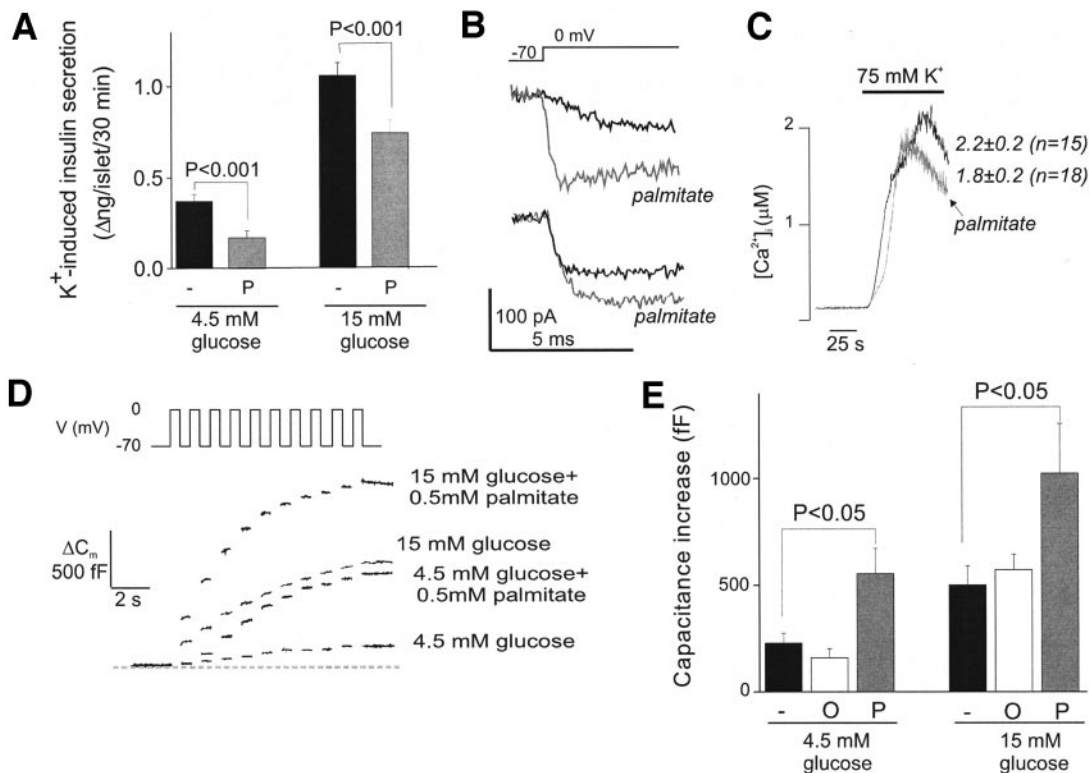 A
K⁺-induced insulin secretion
(Δng/islet/30 min)
1.0
0.5
0.0
P<0.001
P<0.001
- P - P
4.5 mM
glucose
15 mM
glucose
B
-70
0 mV
palmitate
palmitate
100 pA
5 ms
C
75 mM K⁺
[Ca²⁺]ᵢ (μM)
2
1
2.2±0.2 (n=15)
1.8±0.2 (n=18)
palmitate
25 s
D
V (mV)
0
-70
ΔCₘ
500 fF
2 s
15 mM glucose+
0.5mM palmitate
15 mM glucose
4.5 mM glucose+
0.5mM palmitate
4.5 mM glucose
E
Capacitance increase (fF)
1000
500
0
P<0.05
P<0.05
- O P - O P
4.5 mM
glucose
15 mM
glucose